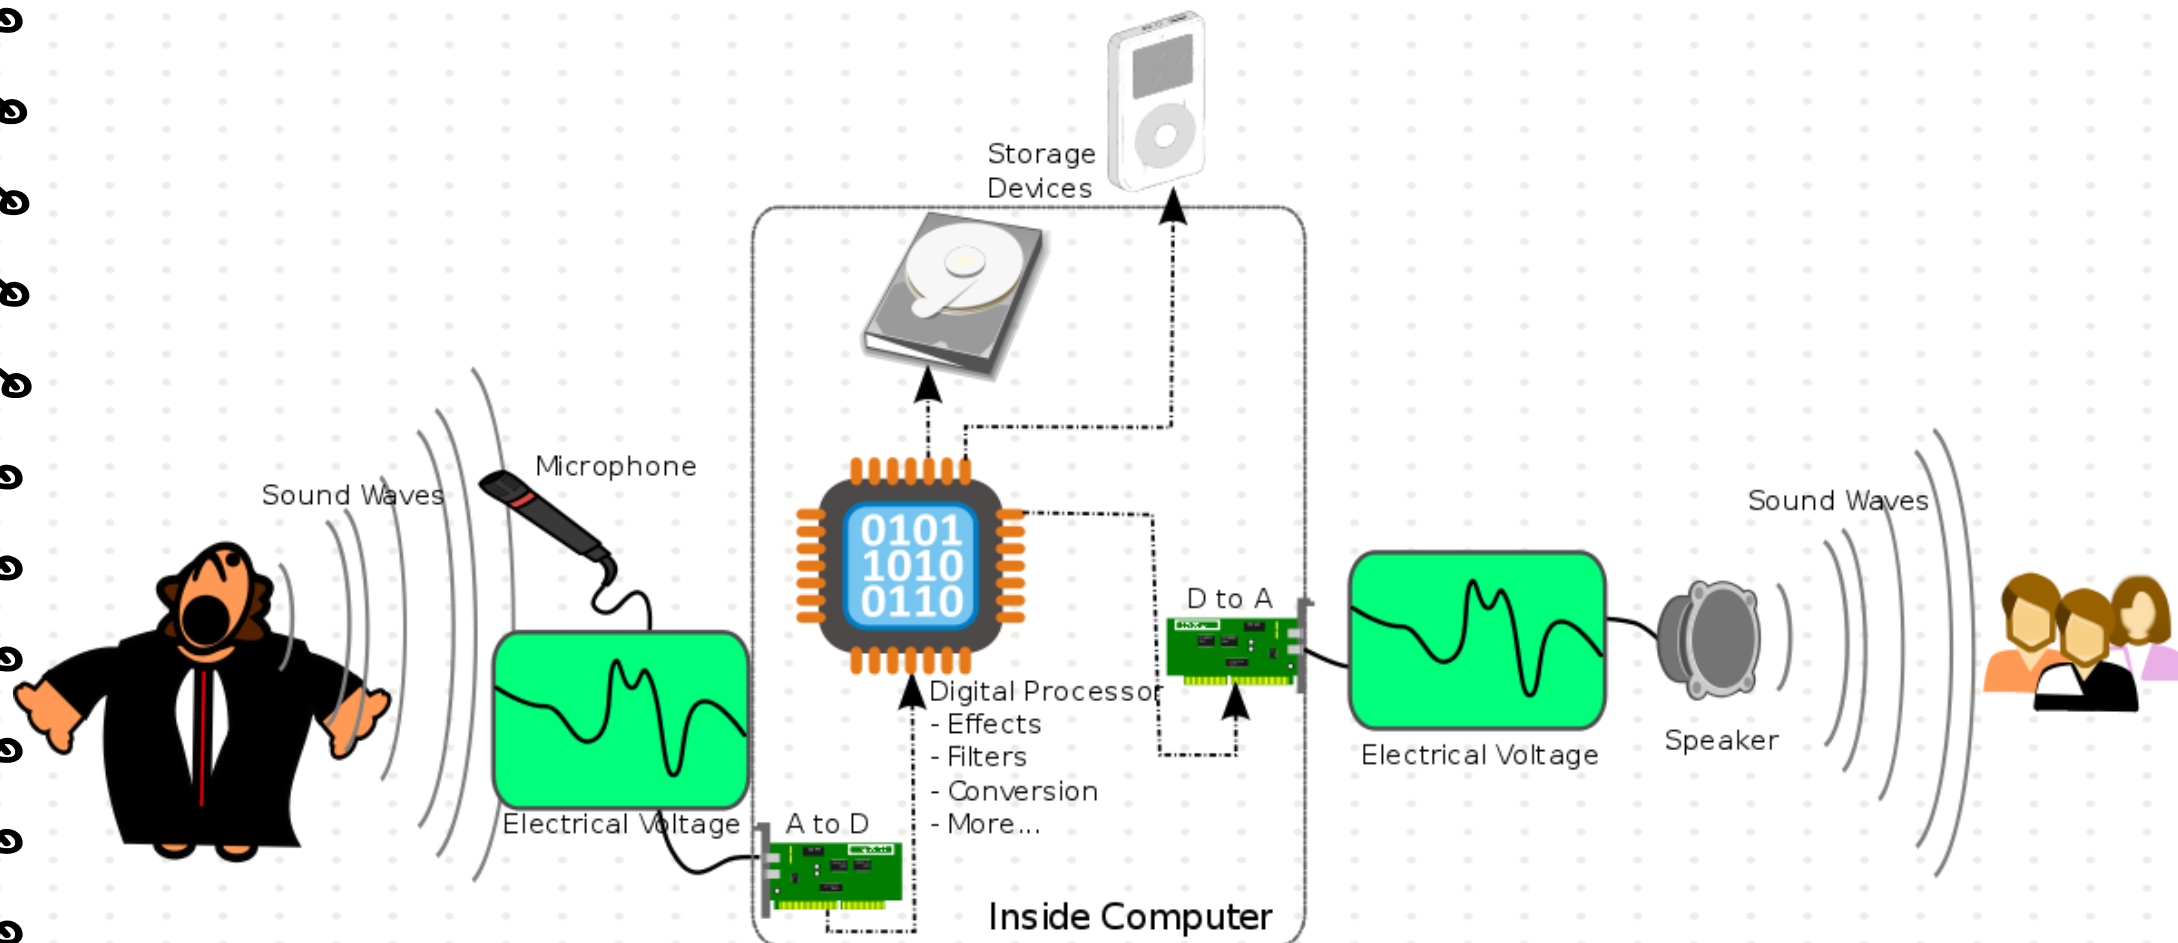 Storage
Devices
Microphone
Sound Waves
Sound Waves
0101
1010
0110
D to A
Digital Processor
- Effects
- Filters
- Conversion
- More...
Electrical Voltage
Speaker
Electrical Voltage
A to D
Inside Computer